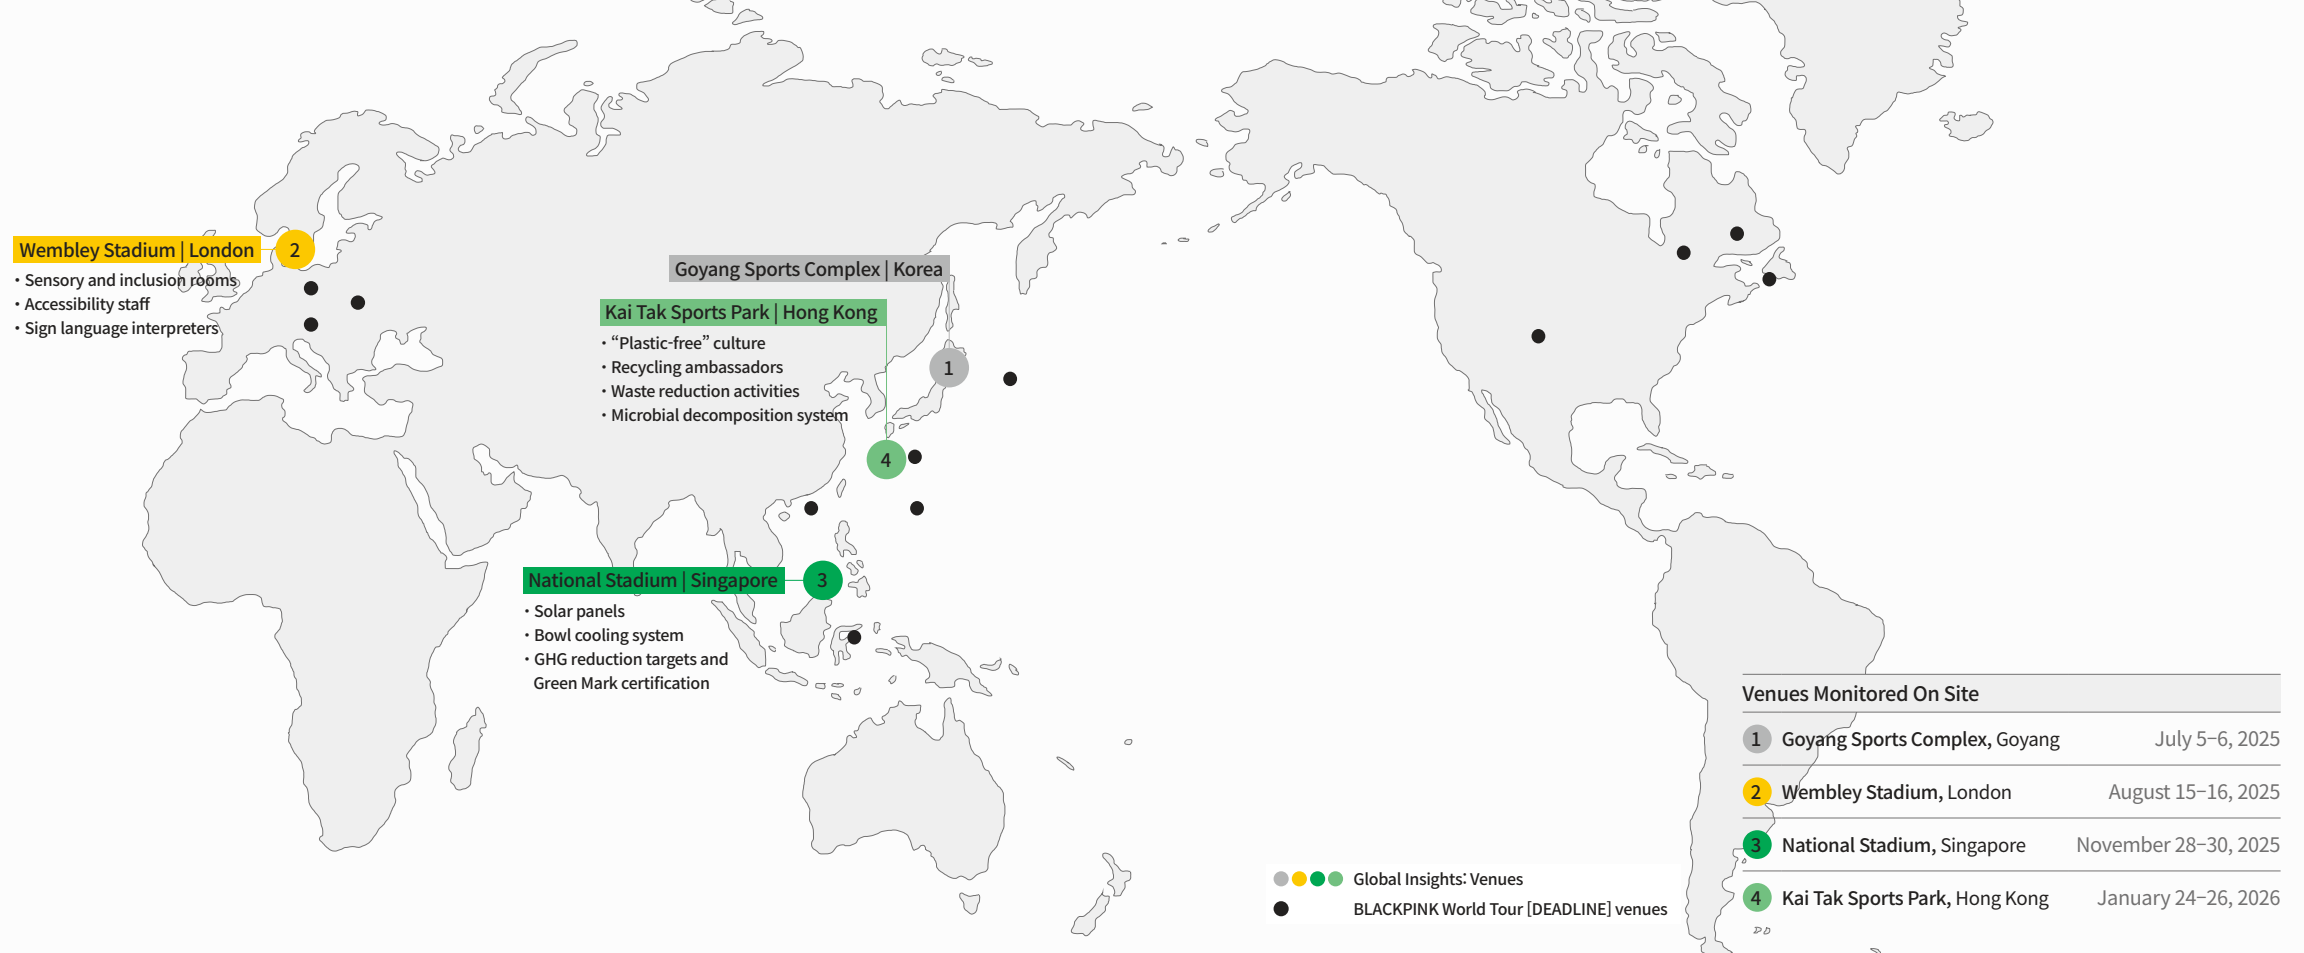 Wembley Stadium | London
2
· Sensory and inclusion rooms
· Accessibility staff
· Sign language interpreters
Goyang Sports Complex | Korea
1
Kai Tak Sports Park | Hong Kong
· “Plastic-free” culture
· Recycling ambassadors
· Waste reduction activities
· Microbial decomposition system
4
National Stadium | Singapore
3
· Solar panels
· Bowl cooling system
· GHG reduction targets and
Green Mark certification
Venues Monitored On Site
1 Goyang Sports Complex, Goyang July 5–6, 2025
2 Wembley Stadium, London August 15–16, 2025
3 National Stadium, Singapore November 28–30, 2025
4 Kai Tak Sports Park, Hong Kong January 24–26, 2026
Global Insights: Venues
BLACKPINK World Tour [DEADLINE] venues